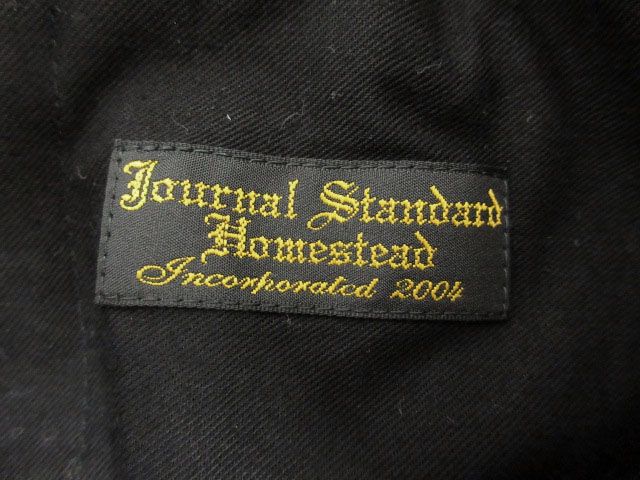 Journal Standard
Homestead
Incorporated 2004